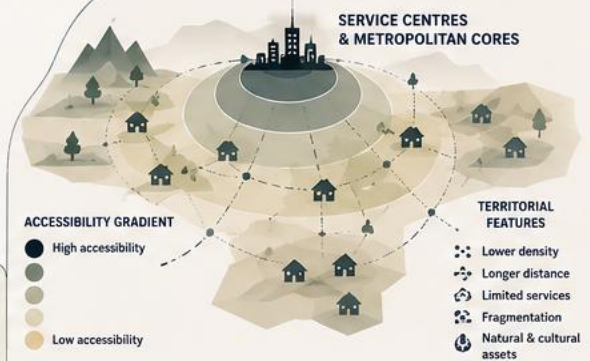 SERVICE CENTRES
& METROPOLITAN CORES
ACCESSIBILITY GRADIENT
High accessibility
Low accessibility
TERRITORIAL
FEATURES
Lower density
Longer distance
Limited services
Fragmentation
Natural & cultural
assets